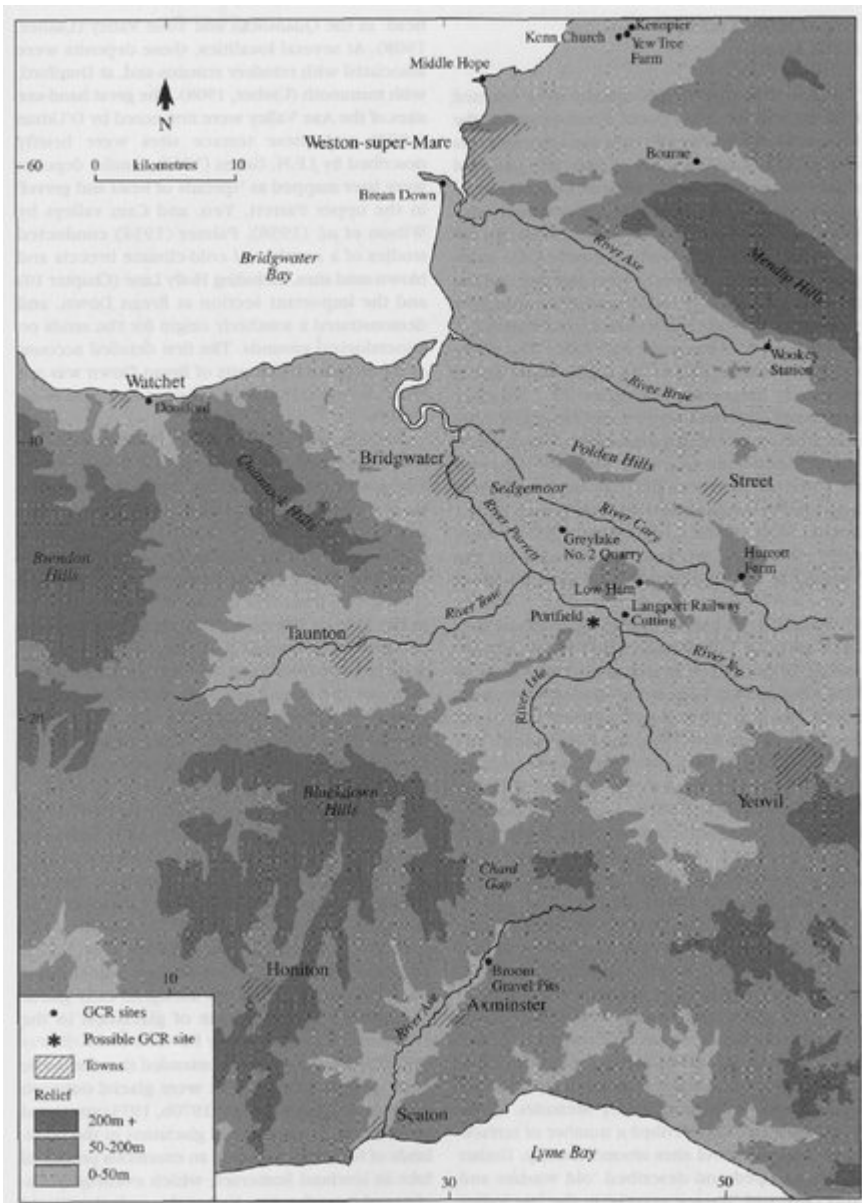 Kenn Church
Kenopier
Yew Tree
Farm
Middle Hope
N
Weston-super-Mare
60
0 kilometres 10
Bourne
Brean Down
River Axe
Mendip Hills
Bridgwater
Bay
Wookey
Station
River Brue
Watchet
Doniford
40
Quantock Hills
Bridgwater
Polden Hills
Street
Sedgemoor
River Cary
River Parrett
Greylake
No. 2 Quarry
Hurcott
Farm
Brendon
Hills
Low Ham
Langport Railway
Cutting
Portfield
River Tone
Taunton
River Yeo
River Isle
20
Blackdown
Hills
Yeovil
Chard
Gap
10
50
Honiton
Broom
Gravel Pits
River Axe
Axminster
GCR sites
Possible GCR site
Towns
Relief
200m +
50-200m
0-50m
Seaton
Lyme Bay
30